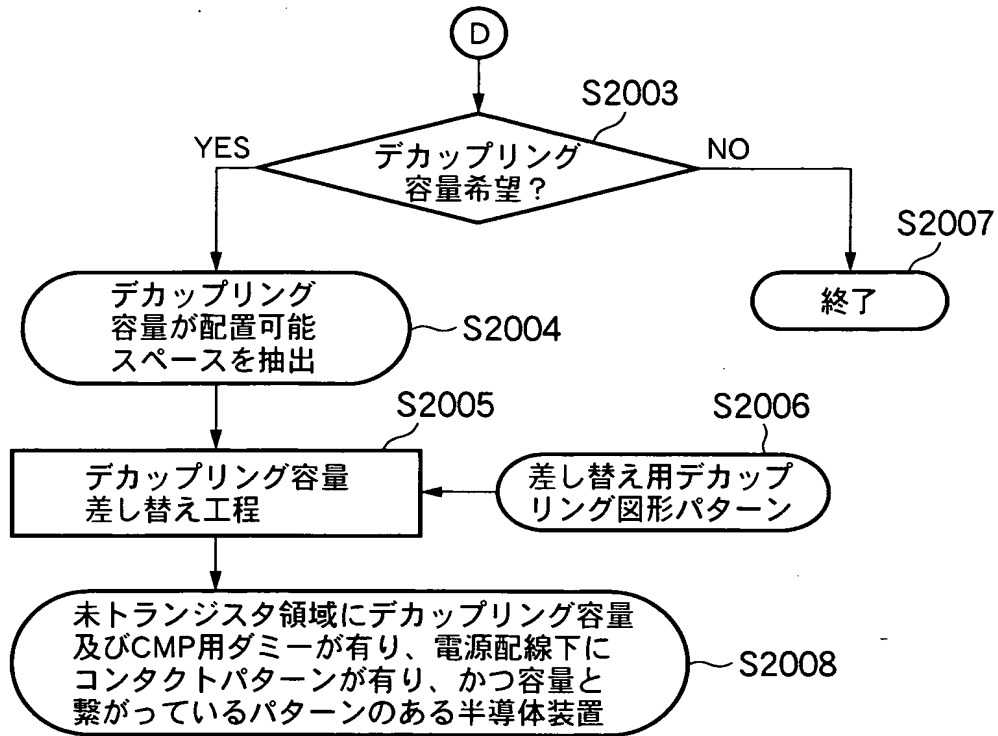 D
S2003
YES
デカップリング
容量希望?
NO
S2007
終了
デカップリング
容量が配置可能
スペースを抽出
S2004
S2005
デカップリング容量
差し替え工程
S2006
差し替え用デカップ
リング図形パターン
未トランジスタ領域にデカップリング容量
及びCMP用ダミーが有り、電源配線下に
コンタクトパターンが有り、かつ容量と
繋がっているパターンのある半導体装置
S2008